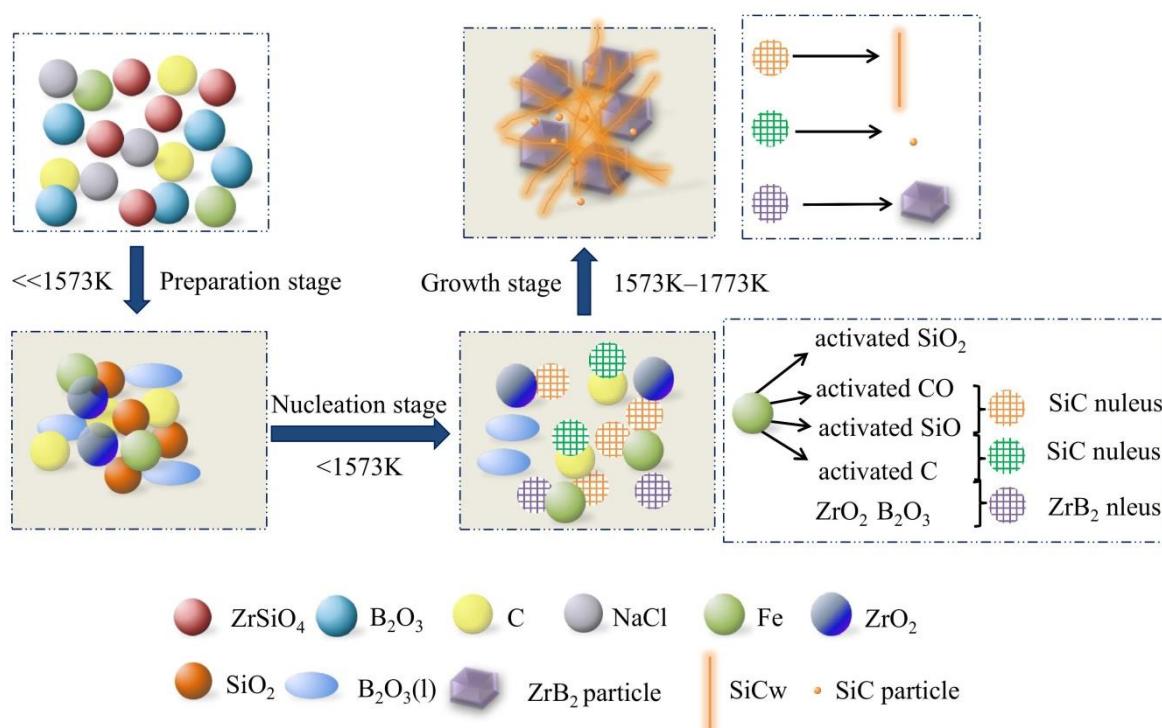 <<1573K
Preparation stage
Growth stage
1573K–1773K
Nucleation stage
<1573K
activated SiO₂
activated CO
activated SiO
activated C
ZrO₂ B₂O₃
SiC nuleus
SiC nuleus
ZrB₂ nleus
ZrSiO₄
B₂O₃
C
NaCl
Fe
ZrO₂
SiO₂
B₂O₃(l)
ZrB₂ particle
SiCw
SiC particle